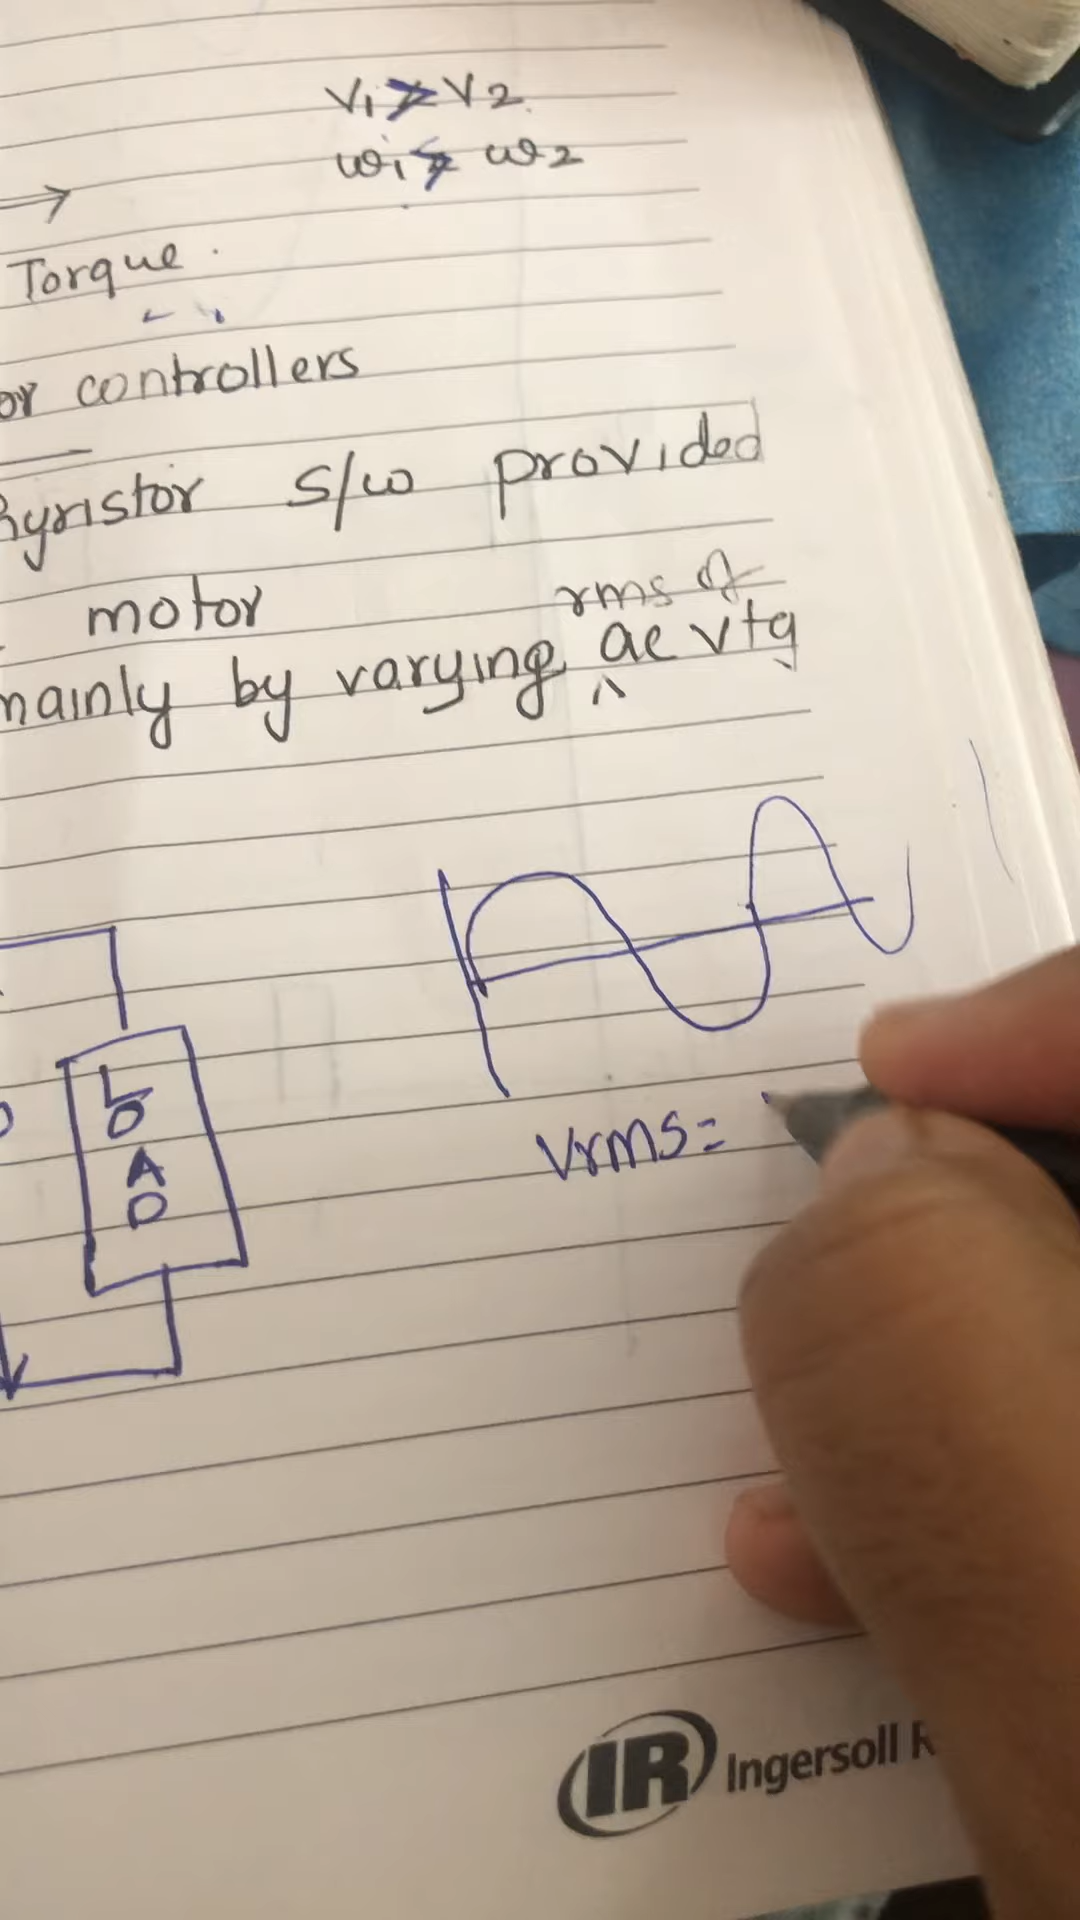 V1 > V2
ω1 > ω2
Torque.
or controllers
hyristor s/w provided
motor
rms of
mainly by varying ^ ac vtg
L
O
A
D
Vrms=
IR Ingersoll R